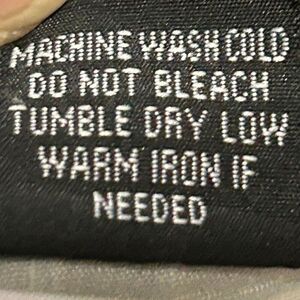 MACHINE WASH COLD
DO NOT BLEACH
TUMBLE DRY LOW
WARM IRON IF
NEEDED